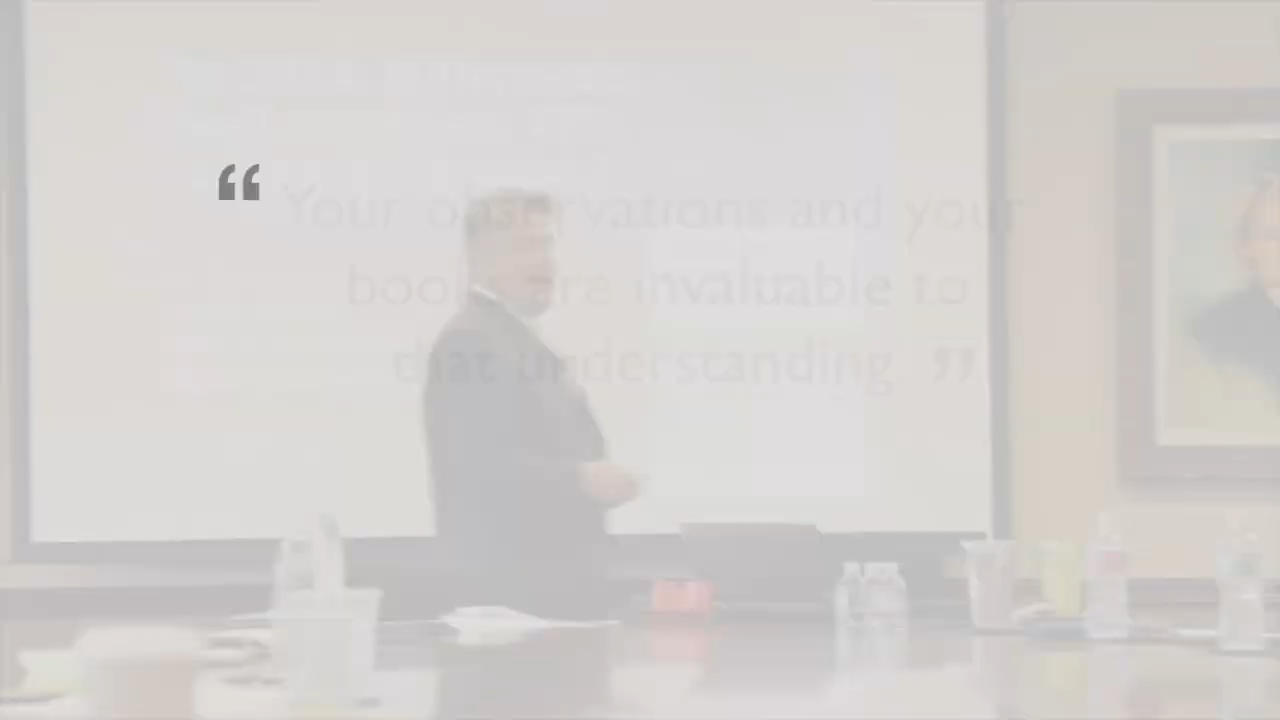 “ Your observations and your
books are invaluable to
that understanding. ”